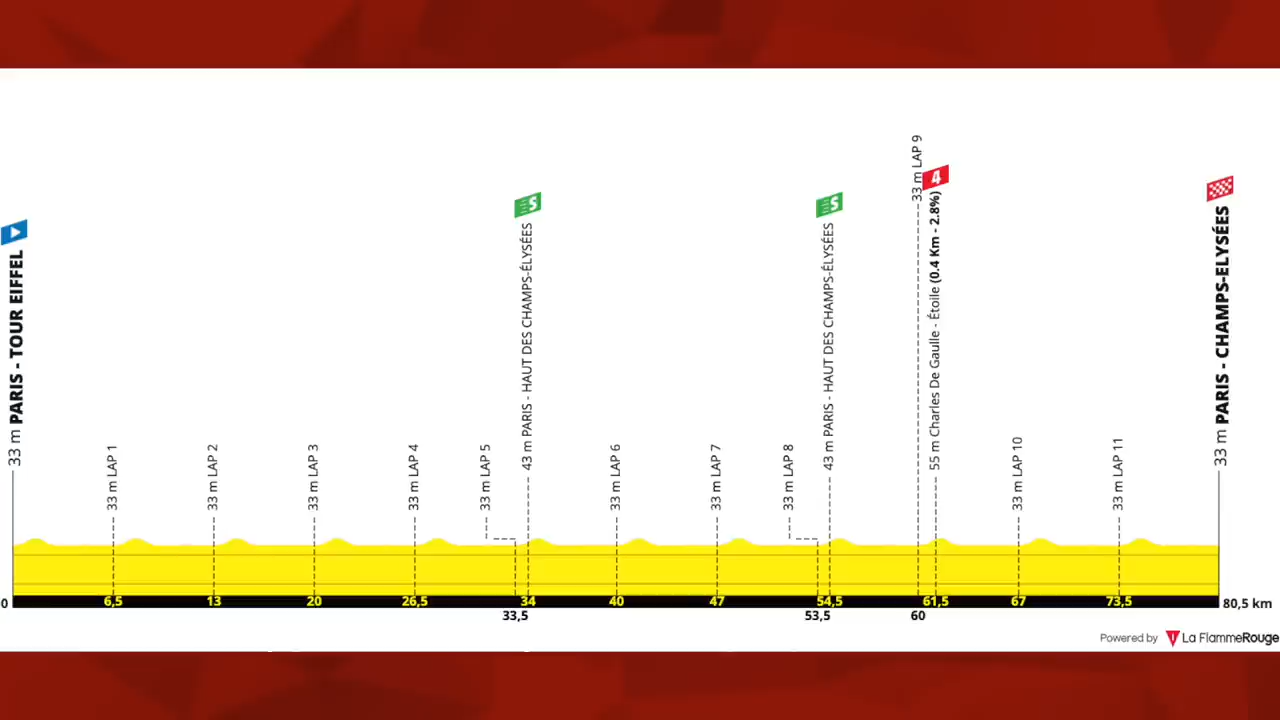 33 m PARIS - TOUR EIFFEL
33 m LAP 1
33 m LAP 2
33 m LAP 3
33 m LAP 4
33 m LAP 5
S
43 m PARIS - HAUT DES CHAMPS-ÉLYSÉES
33 m LAP 6
33 m LAP 7
33 m LAP 8
S
43 m PARIS - HAUT DES CHAMPS-ÉLYSÉES
33 m LAP 9
4
55 m Charles De Gaulle - Étoile (0.4 Km - 2.8%)
33 m LAP 10
33 m LAP 11
33 m PARIS - CHAMPS-ELYSÉES
0 6,5 13 20 26,5 34 40 47 54,5 61,5 67 73,5 80,5 km
33,5 53,5 60
Powered by La FlammeRouge